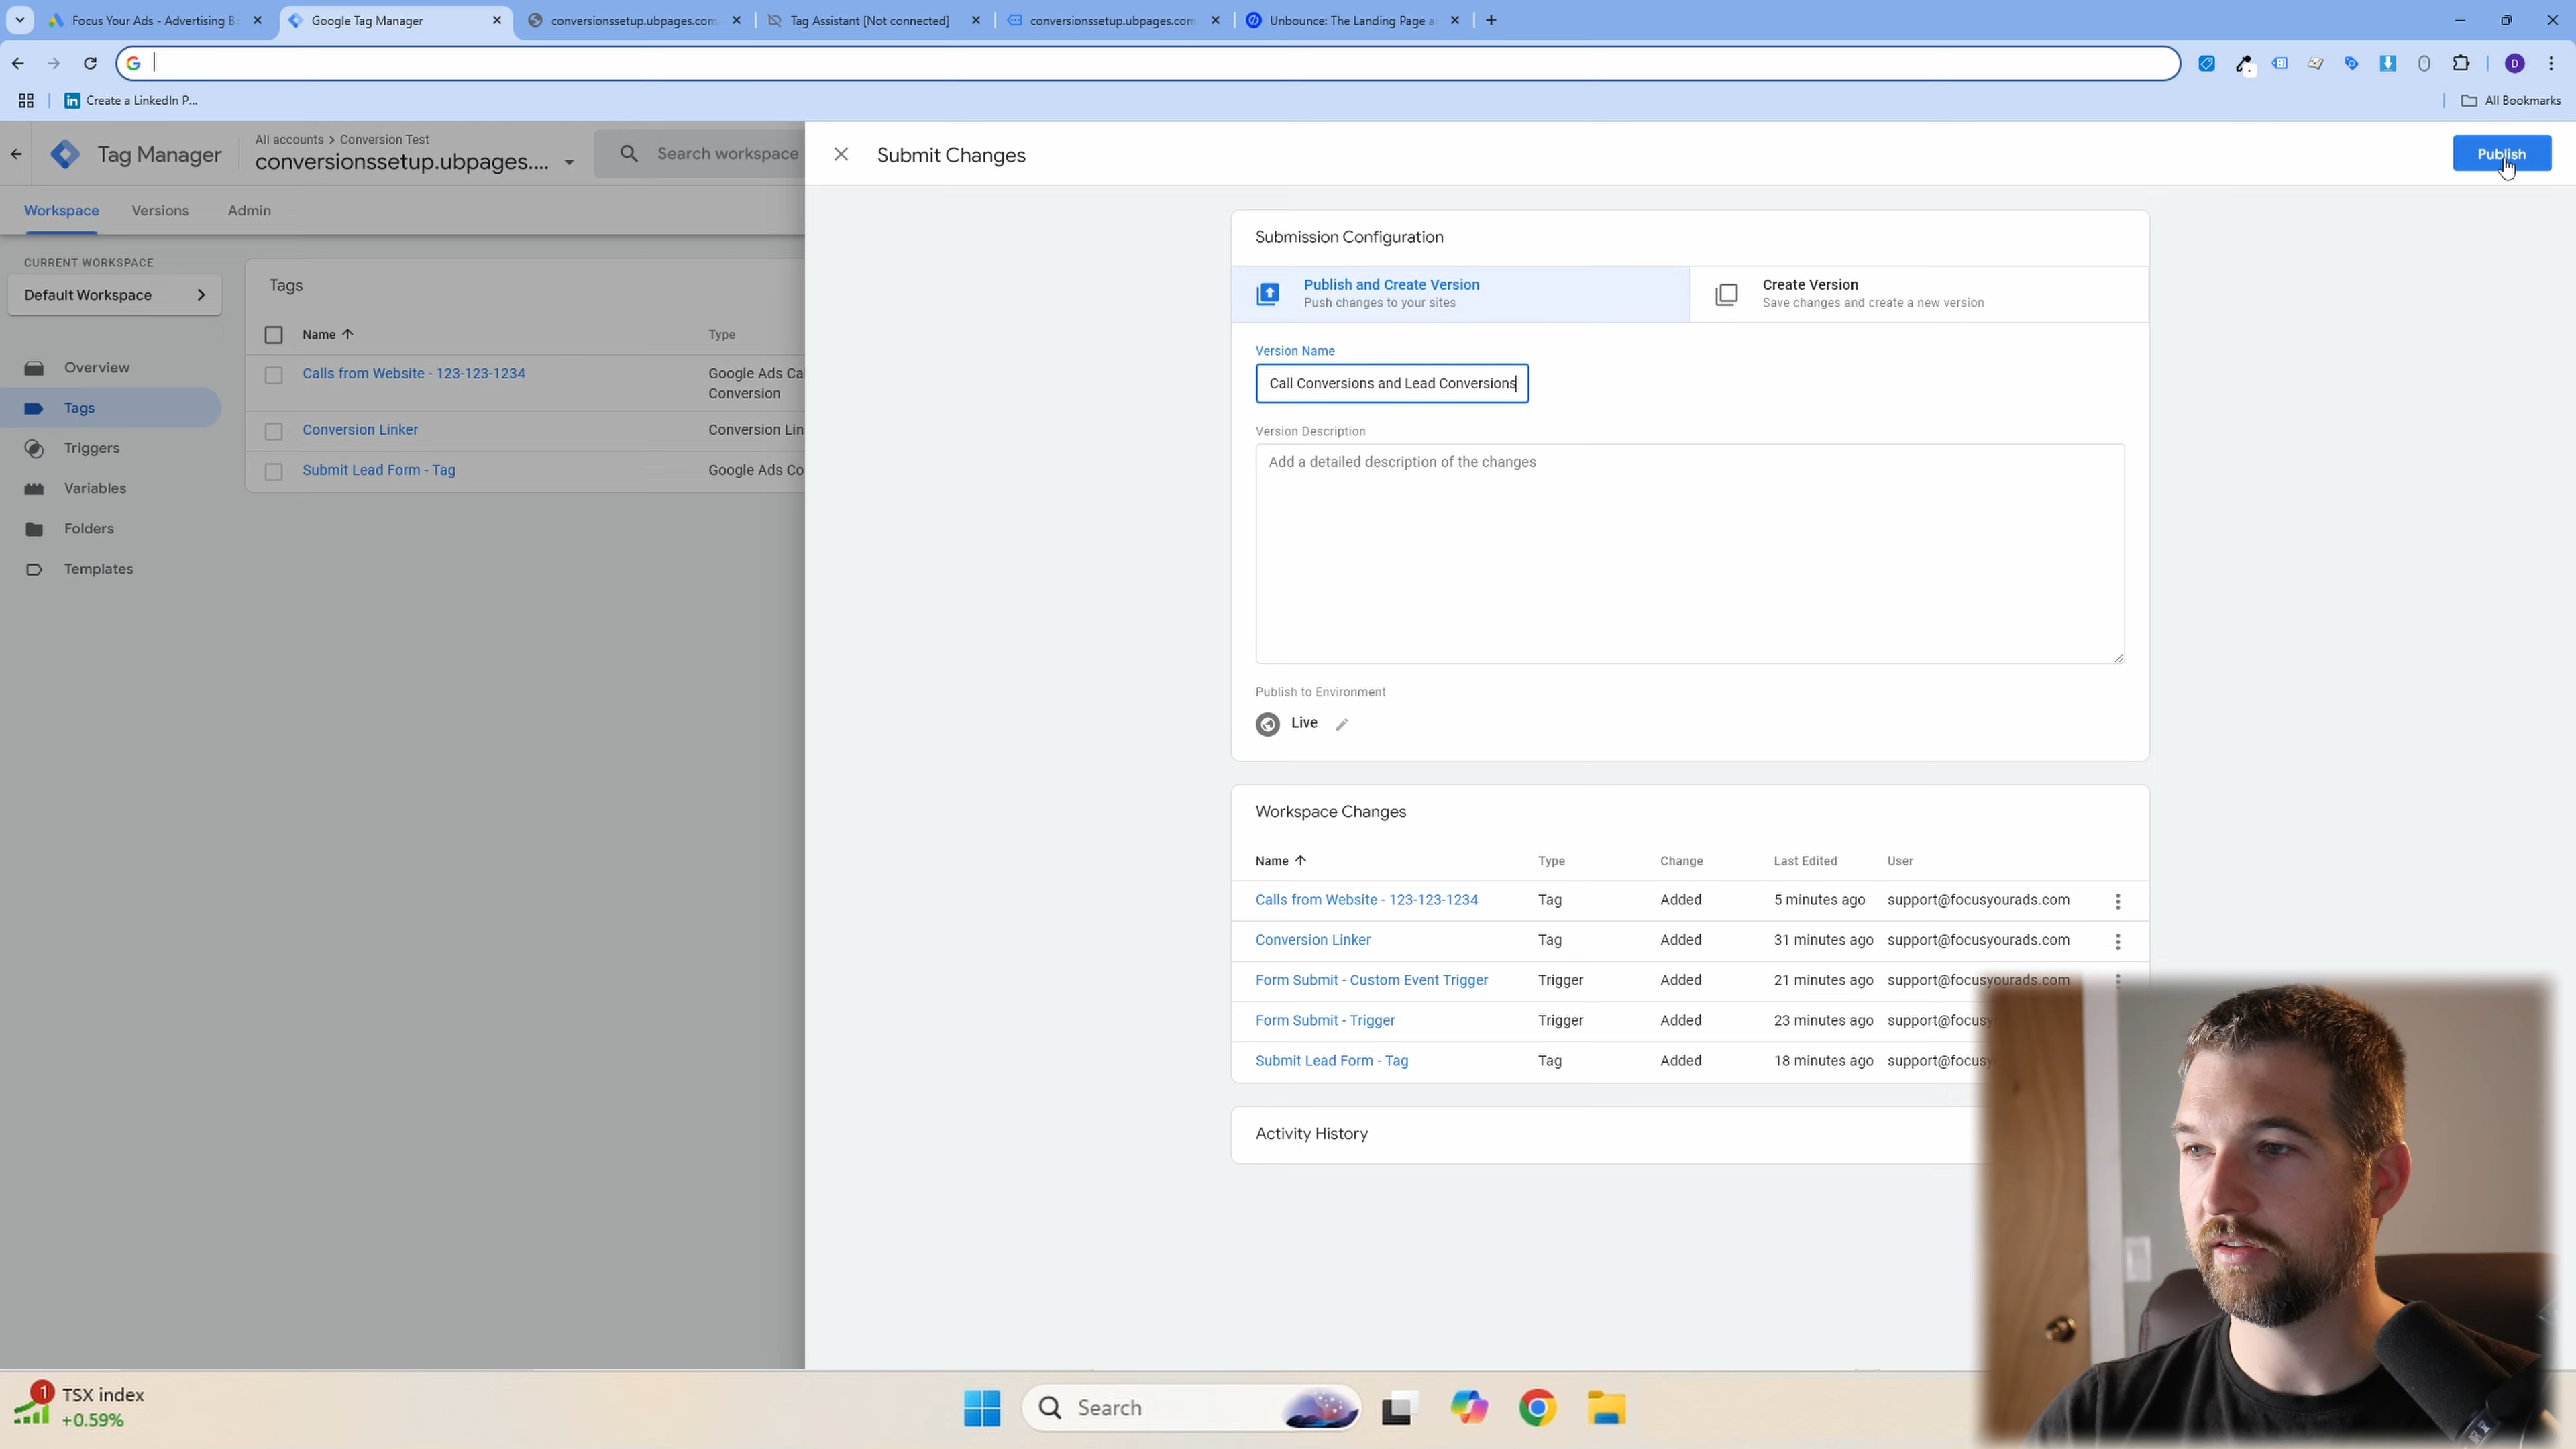 Focus Your Ads - Advertising B
Google Tag Manager
conversionssetup.ubpages.com
Tag Assistant [Not connected]
conversionssetup.ubpages.com
Unbounce: The Landing Page a
Create a LinkedIn P...
All Bookmarks
D
Tag Manager
All accounts > Conversion Test
conversionssetup.ubpages....
Search workspace
Submit Changes
Publish
Workspace
Versions
Admin
CURRENT WORKSPACE
Default Workspace
Overview
Tags
Triggers
Variables
Folders
Templates
Tags
Name
Type
Calls from Website - 123-123-1234
Google Ads Ca
Conversion
Conversion Linker
Conversion Lin
Submit Lead Form - Tag
Google Ads Co
Submission Configuration
Publish and Create Version
Push changes to your sites
Create Version
Save changes and create a new version
Version Name
Call Conversions and Lead Conversions
Version Description
Add a detailed description of the changes
Publish to Environment
Live
Workspace Changes
Name Type Change Last Edited User
Calls from Website - 123-123-1234 Tag Added 5 minutes ago support@focusyourads.com
Conversion Linker Tag Added 31 minutes ago support@focusyourads.com
Form Submit - Custom Event Trigger Trigger Added 21 minutes ago support@focusyourads.com
Form Submit - Trigger Trigger Added 23 minutes ago support@focusy
Submit Lead Form - Tag Tag Added 18 minutes ago support@focusy
Activity History
1
TSX index
+0.59%
Search